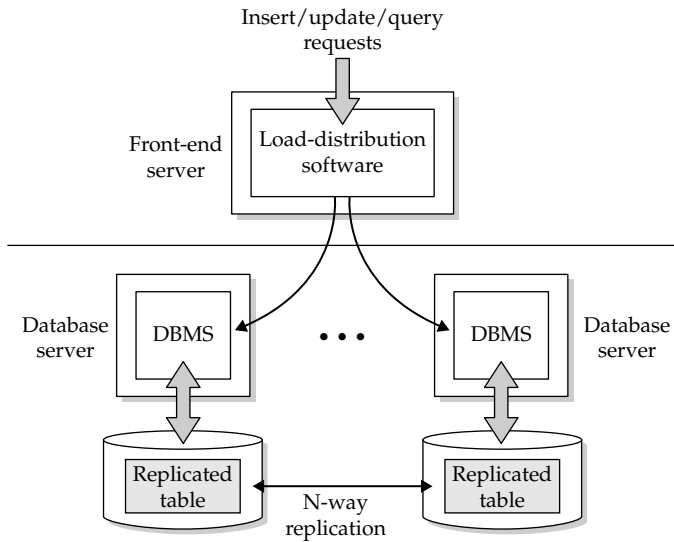 Insert/update/query
requests
Front-end
server
Load-distribution
software
Database
server
DBMS
• • •
DBMS
Database
server
Replicated
table
N-way
replication
Replicated
table